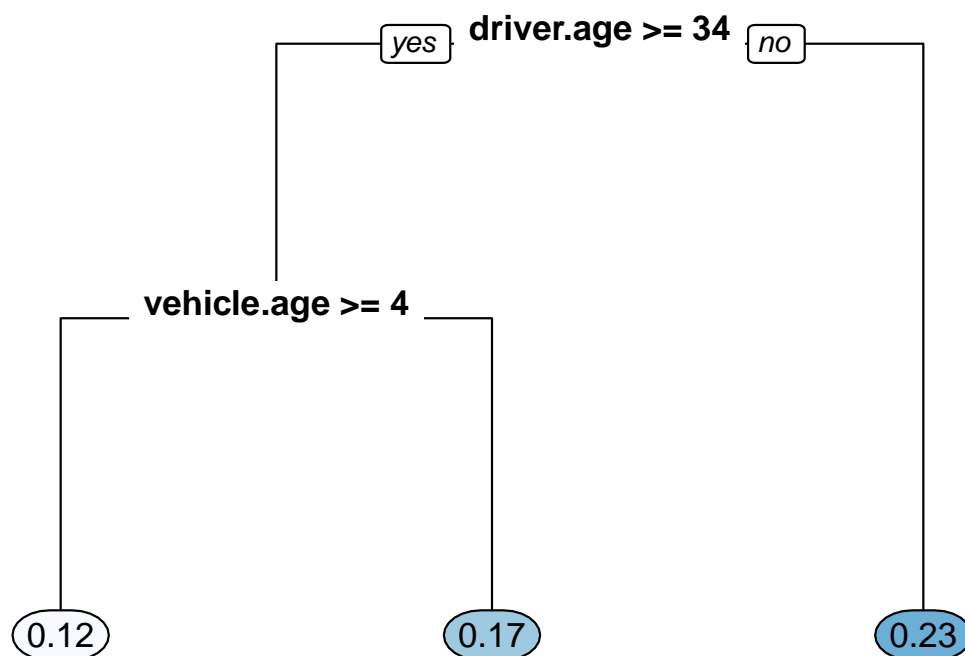 yes driver.age >= 34 no
vehicle.age >= 4
0.12 0.17 0.23